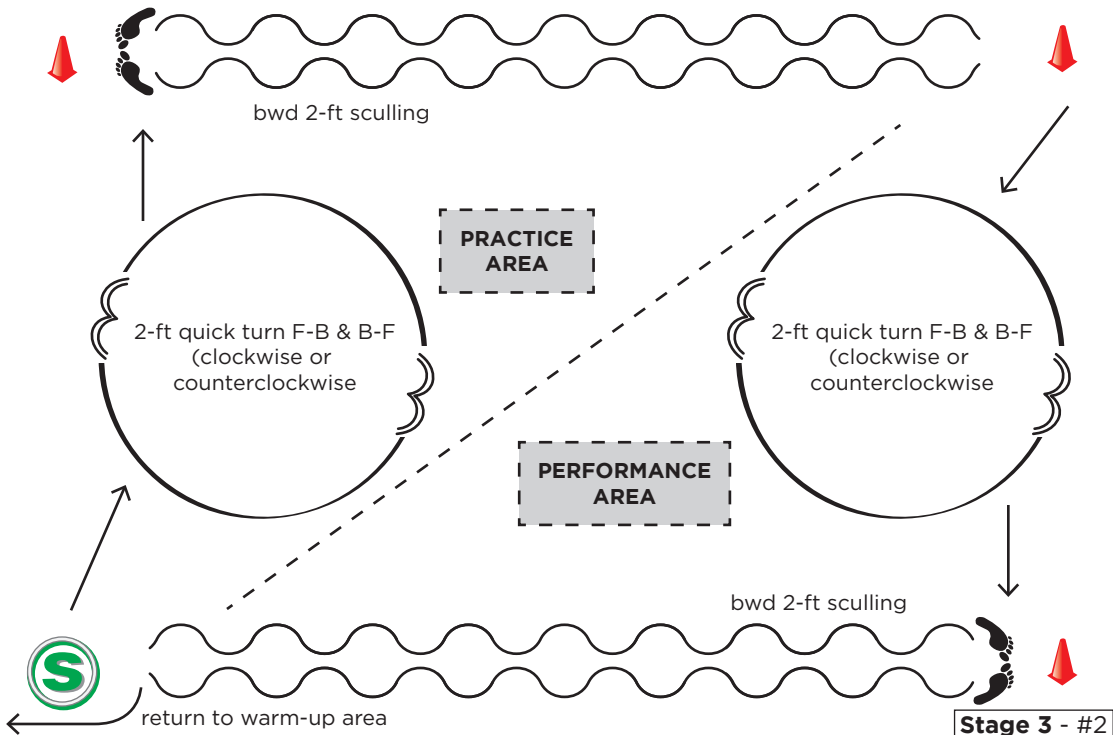 bwd 2-ft sculling
PRACTICE
AREA
2-ft quick turn F-B & B-F
(clockwise or
counterclockwise
2-ft quick turn F-B & B-F
(clockwise or
counterclockwise
PERFORMANCE
AREA
bwd 2-ft sculling
S
return to warm-up area
Stage 3 - #2